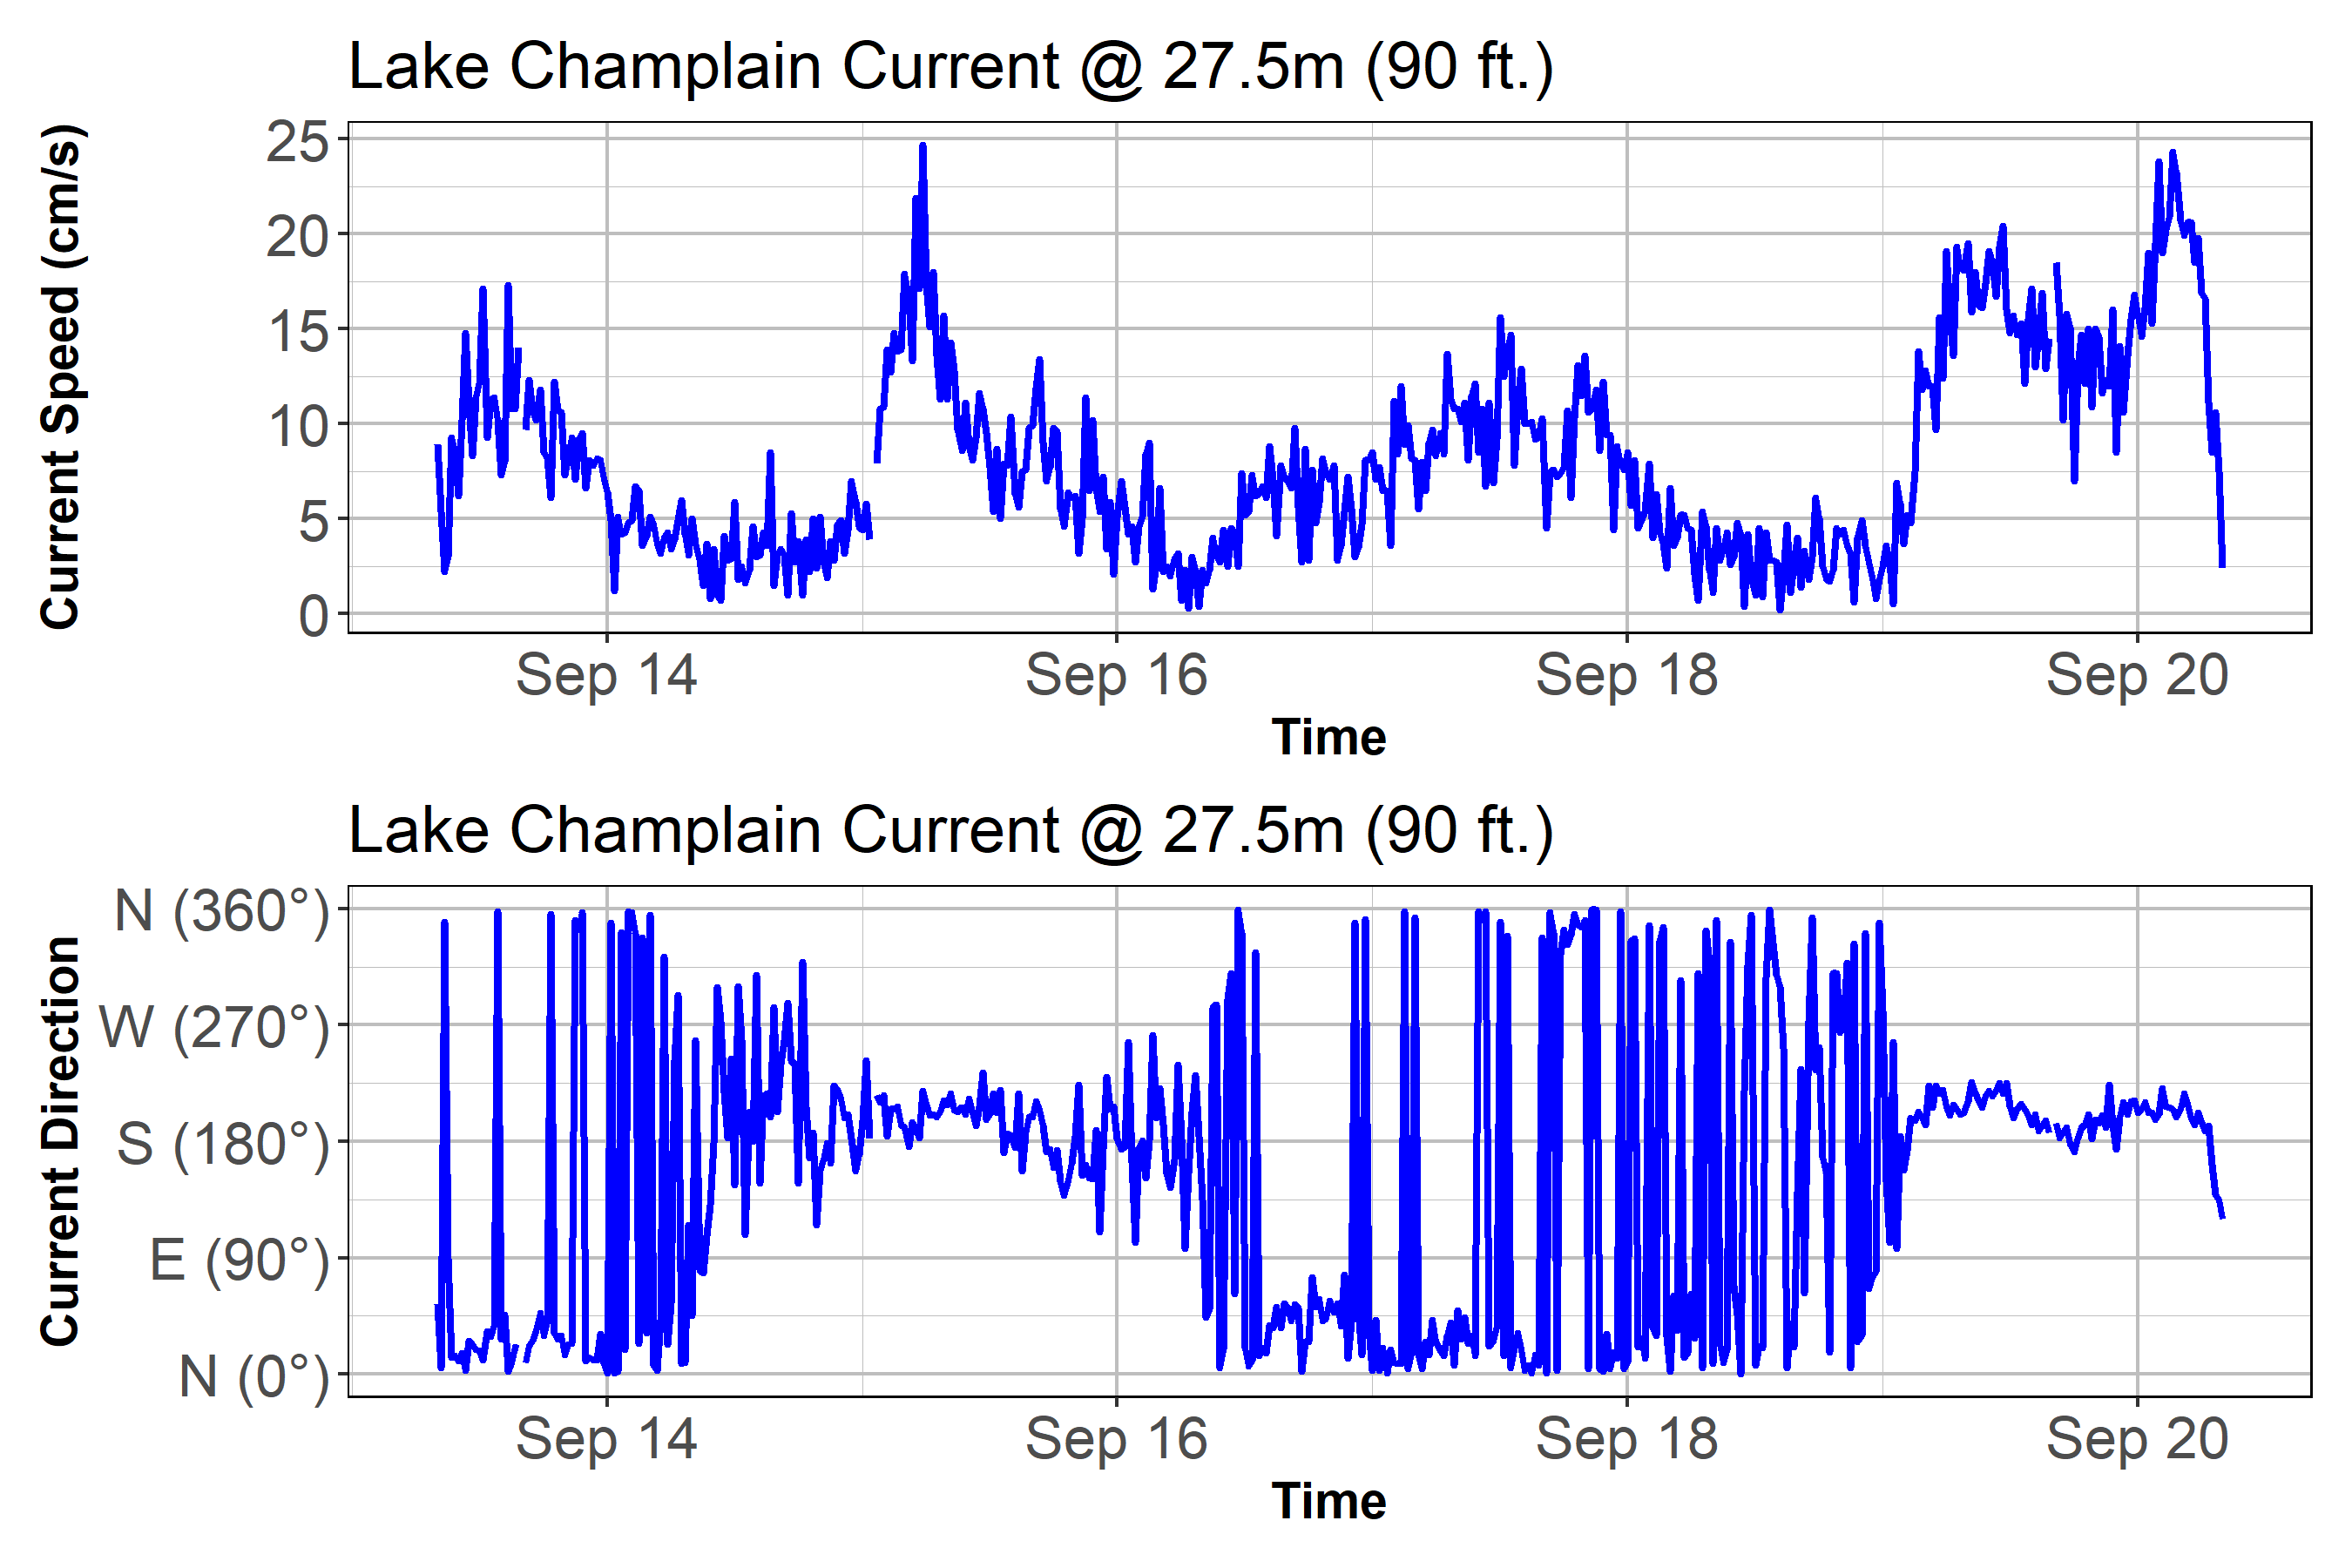 Lake Champlain Current @ 27.5m (90 ft.)
Current Speed (cm/s)
25
20
15
10
5
0
Sep 14
Sep 16
Sep 18
Sep 20
Time
Lake Champlain Current @ 27.5m (90 ft.)
Current Direction
N (360°)
W (270°)
S (180°)
E (90°)
N (0°)
Sep 14
Sep 16
Sep 18
Sep 20
Time